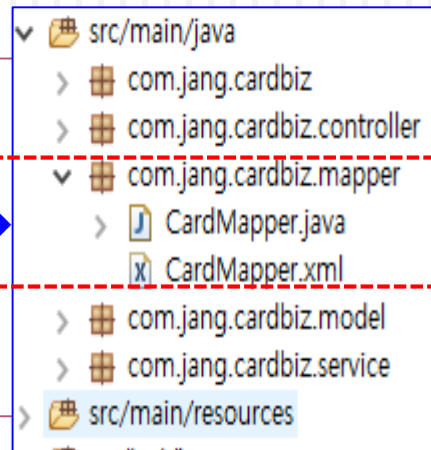 src/main/java
com.jang.cardbiz
com.jang.cardbiz.controller
com.jang.cardbiz.mapper
CardMapper.java
CardMapper.xml
com.jang.cardbiz.model
com.jang.cardbiz.service
src/main/resources